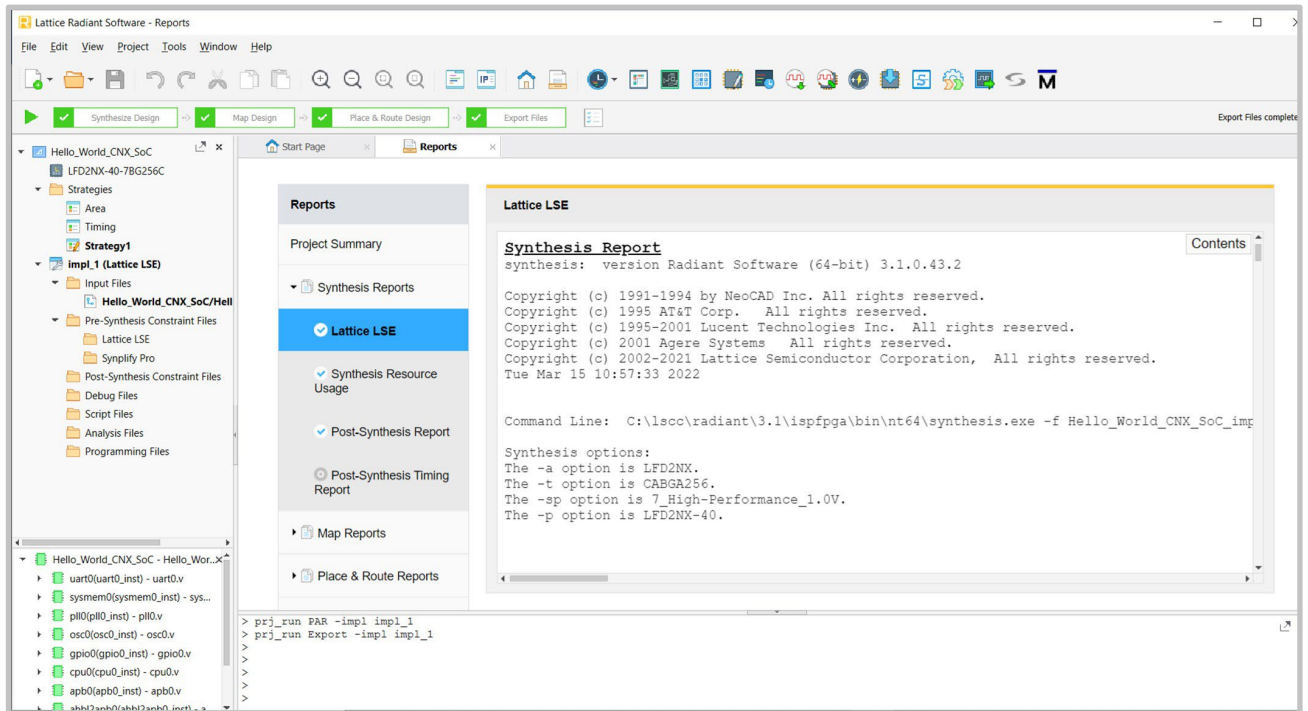 Lattice Radiant Software - Reports
File Edit View Project Tools Window Help
Synthesize Design
Map Design
Place & Route Design
Export Files
Export Files complete
Hello_World_CNX_SoC
LFD2NX-40-7BG256C
Strategies
Area
Timing
Strategy1
impl_1 (Lattice LSE)
Input Files
Hello_World_CNX_SoC/Hell
Pre-Synthesis Constraint Files
Lattice LSE
Synplify Pro
Post-Synthesis Constraint Files
Debug Files
Script Files
Analysis Files
Programming Files
Hello_World_CNX_SoC - Hello_Wor...
uart0(uart0_inst) - uart0.v
sysmem0(sysmem0_inst) - sys...
pll0(pll0_inst) - pll0.v
osc0(osc0_inst) - osc0.v
gpio0(gpio0_inst) - gpio0.v
cpu0(cpu0_inst) - cpu0.v
apb0(apb0_inst) - apb0.v
Start Page
Reports
Reports
Project Summary
Synthesis Reports
Lattice LSE
Synthesis Resource
Usage
Post-Synthesis Report
Post-Synthesis Timing
Report
Map Reports
Place & Route Reports
Lattice LSE
Contents
Synthesis Report
synthesis: version Radiant Software (64-bit) 3.1.0.43.2
Copyright (c) 1991-1994 by NeoCAD Inc. All rights reserved.
Copyright (c) 1995 AT&T Corp. All rights reserved.
Copyright (c) 1995-2001 Lucent Technologies Inc. All rights reserved.
Copyright (c) 2001 Agere Systems All rights reserved.
Copyright (c) 2002-2021 Lattice Semiconductor Corporation, All rights reserved.
Tue Mar 15 10:57:33 2022
Command Line: C:\lscc\radiant\3.1\ispfpga\bin\nt64\synthesis.exe -f Hello_World_CNX_SoC_imp
Synthesis options:
The -a option is LFD2NX.
The -t option is CABGA256.
The -sp option is 7_High-Performance_1.0V.
The -p option is LFD2NX-40.
> prj_run PAR -impl impl_1
> prj_run Export -impl impl_1
>
>
>
>
>